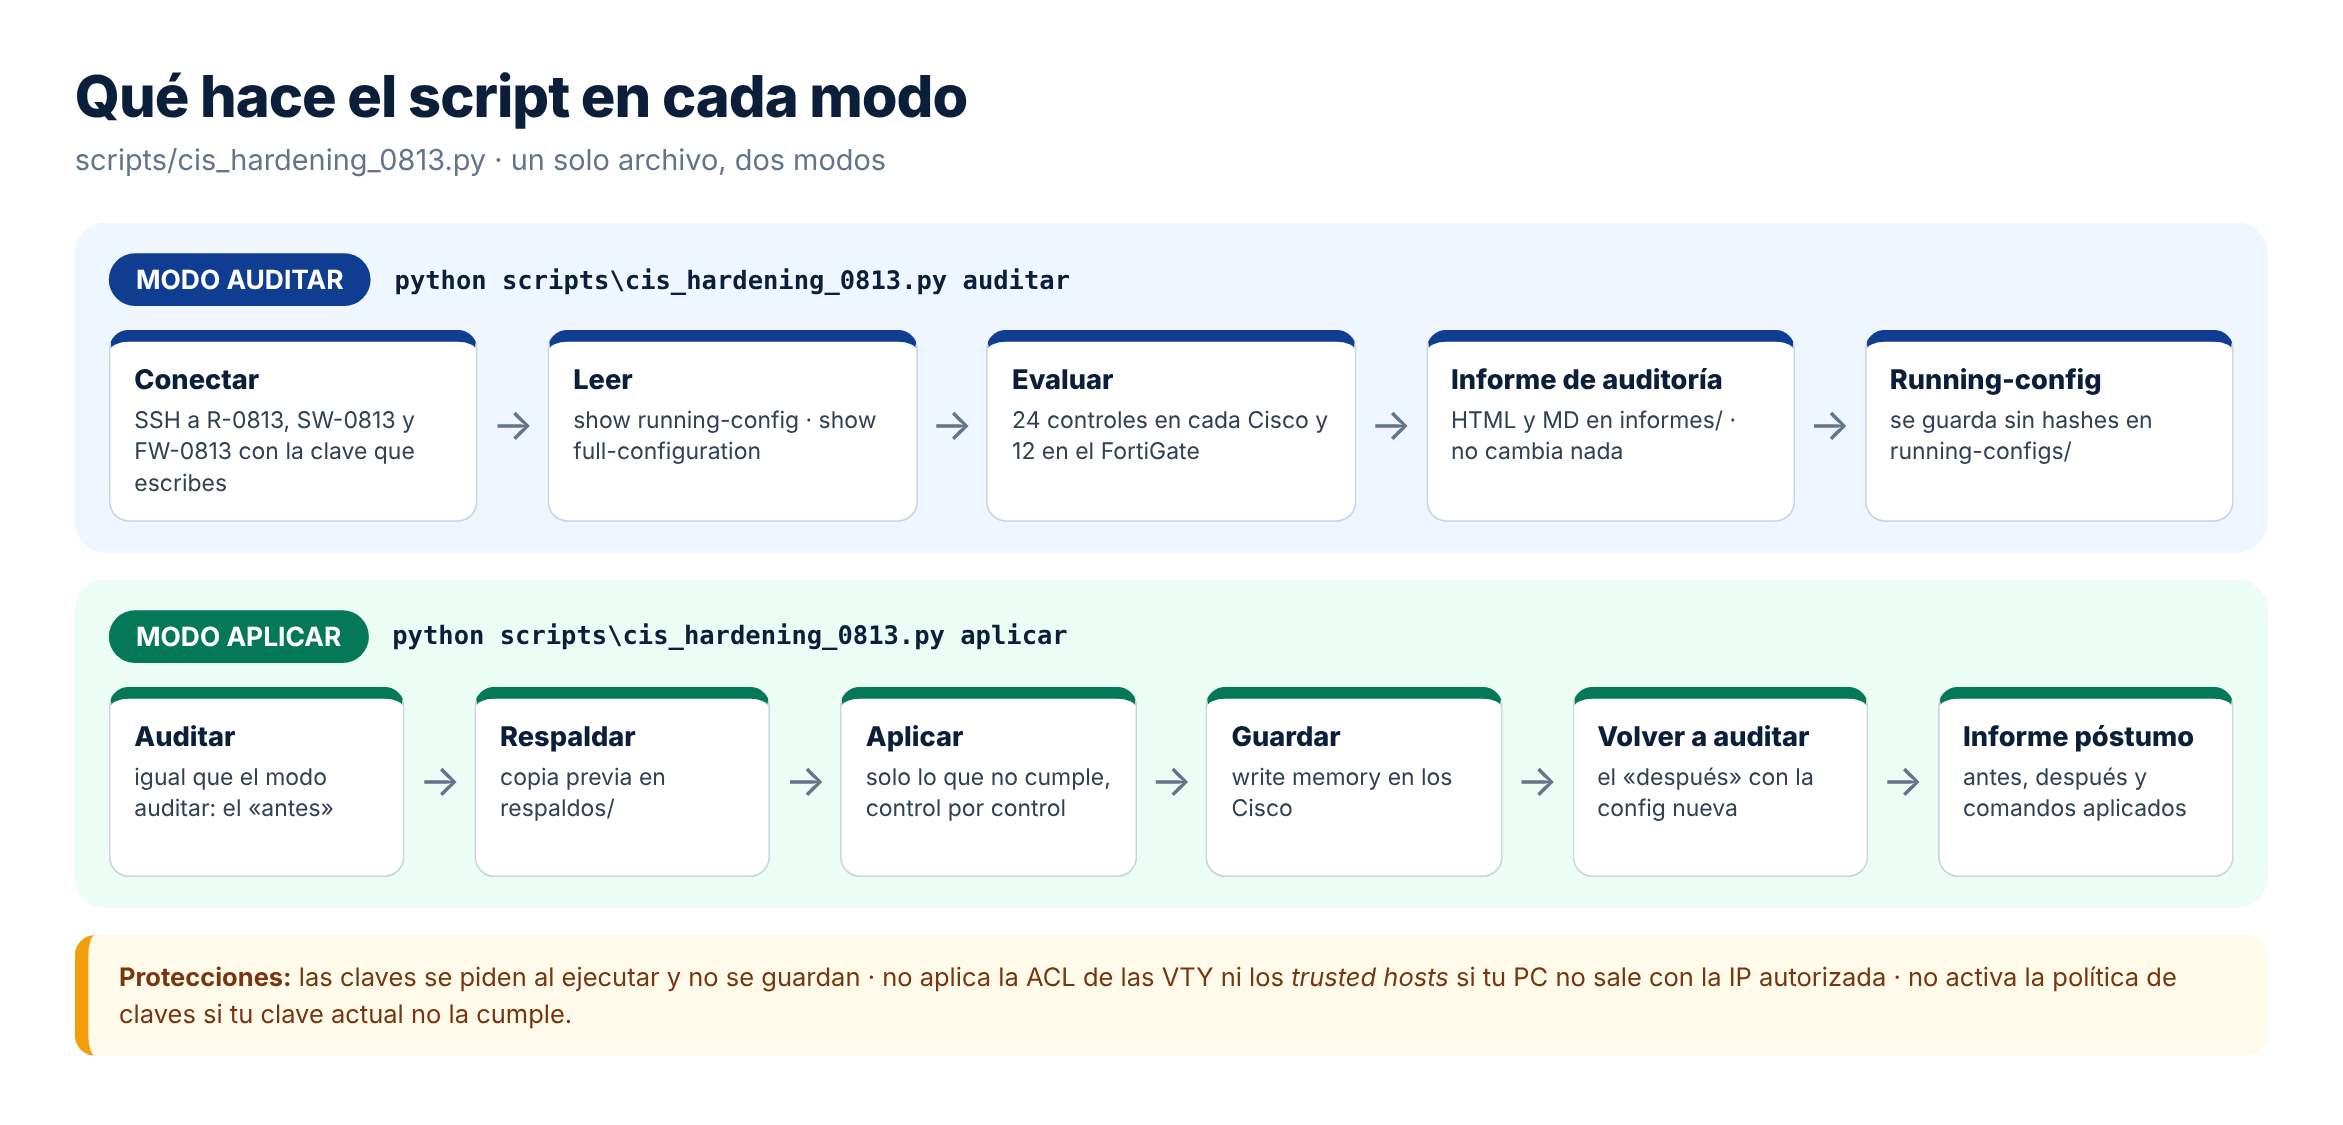 Qué hace el script en cada modo
scripts/cis_hardening_0813.py · un solo archivo, dos modos
MODO AUDITAR
python scripts\cis_hardening_0813.py auditar
Conectar
SSH a R-0813, SW-0813 y
FW-0813 con la clave que
escribes
Leer
show running-config · show
full-configuration
Evaluar
24 controles en cada Cisco y
12 en el FortiGate
Informe de auditoría
HTML y MD en informes/ ·
no cambia nada
Running-config
se guarda sin hashes en
running-configs/
MODO APLICAR
python scripts\cis_hardening_0813.py aplicar
Auditar
igual que el modo
auditar: el «antes»
Respaldar
copia previa en
respaldos/
Aplicar
solo lo que no cumple,
control por control
Guardar
write memory en los
Cisco
Volver a auditar
el «después» con la
config nueva
Informe póstumo
antes, después y
comandos aplicados
Protecciones: las claves se piden al ejecutar y no se guardan · no aplica la ACL de las VTY ni los trusted hosts si tu PC no sale con la IP autorizada · no activa la política de
claves si tu clave actual no la cumple.